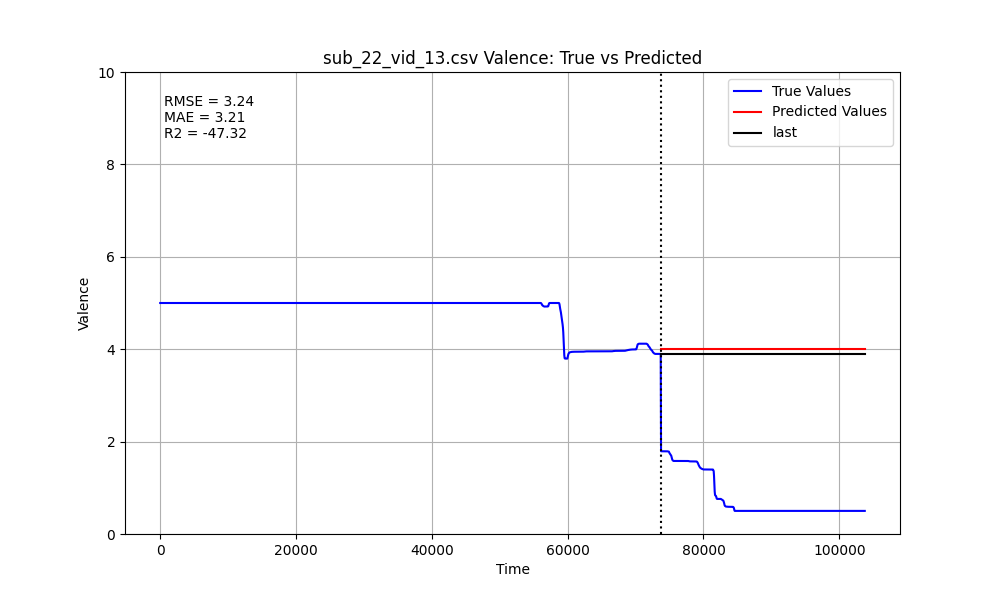 sub_22_vid_13.csv Valence: True vs Predicted
RMSE = 3.24
MAE = 3.21
R2 = -47.32
True Values
Predicted Values
last
10
8
6
4
2
0
Valence
0
20000
40000
60000
80000
100000
Time